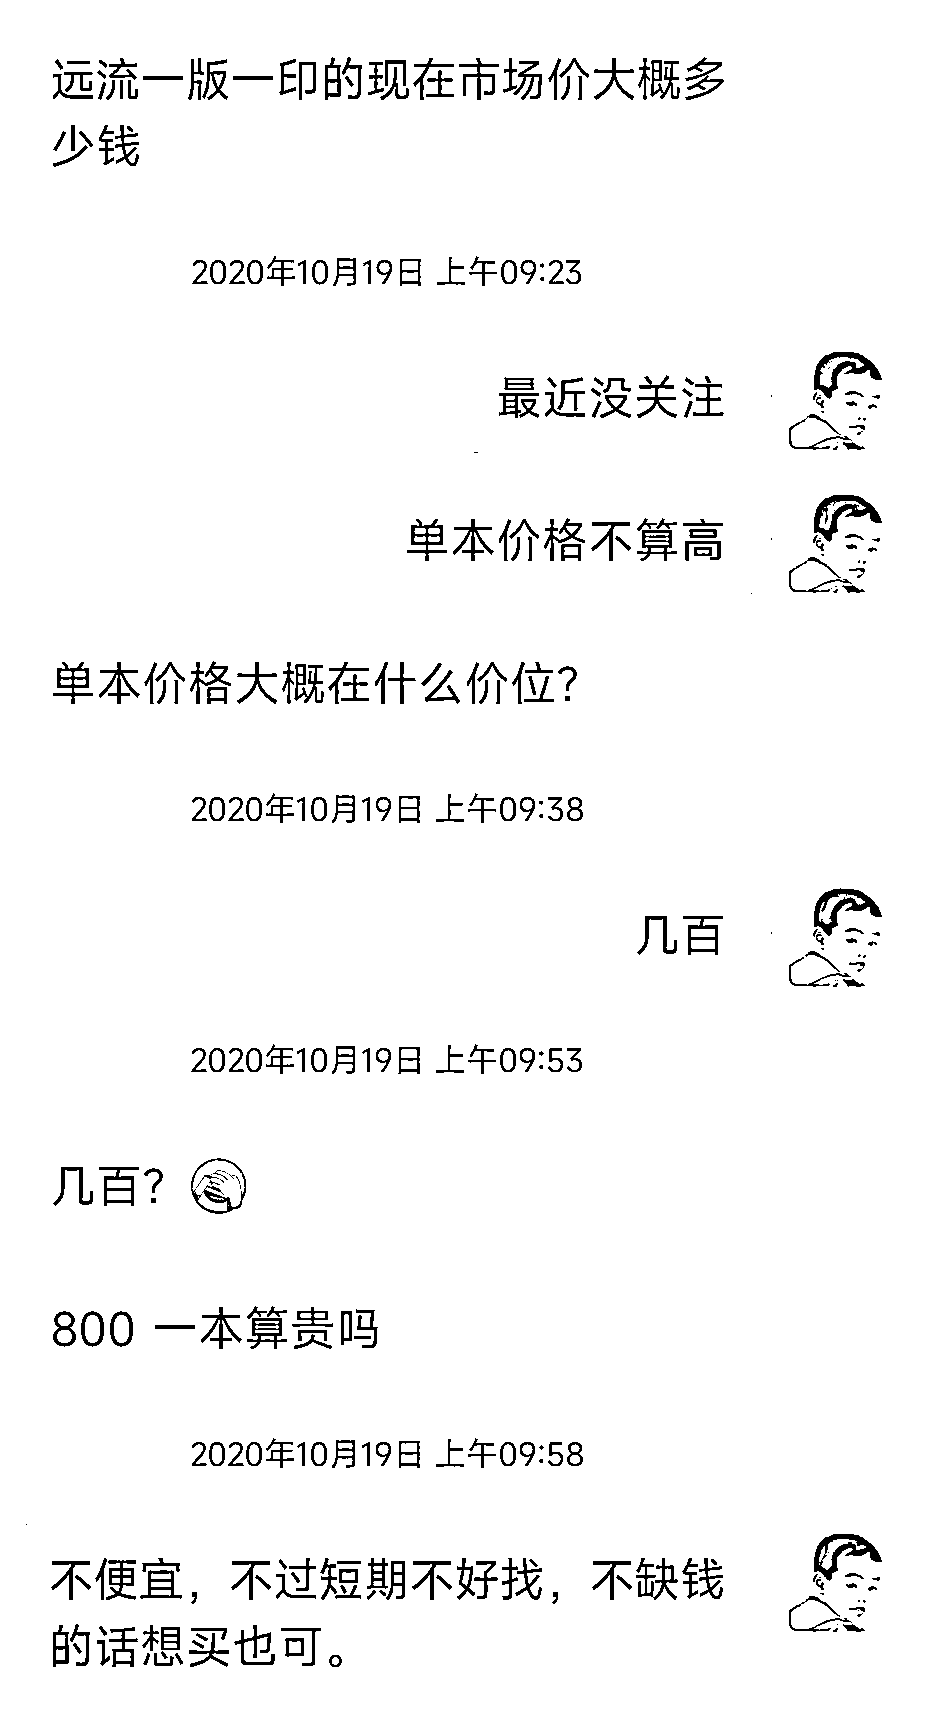 远流一版一印的现在市场价大概多
少钱
2020年10月19日 上午09:23
最近没关注
单本价格不算高
单本价格大概在什么价位?
2020年10月19日 上午09:38
几百
2020年10月19日 上午09:53
几百?
800 一本算贵吗
2020年10月19日 上午09:58
不便宜，不过短期不好找，不缺钱
的话想买也可。